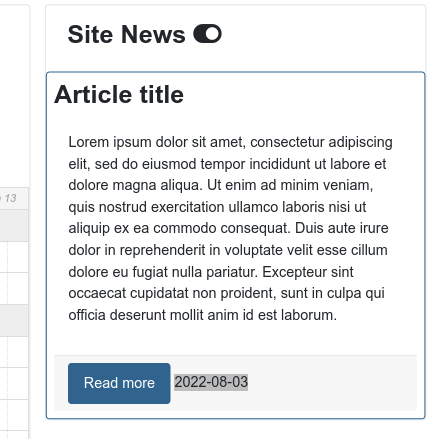 Site News
Article title
13
Lorem ipsum dolor sit amet, consectetur adipiscing
elit, sed do eiusmod tempor incididunt ut labore et
dolore magna aliqua. Ut enim ad minim veniam,
quis nostrud exercitation ullamco laboris nisi ut
aliquip ex ea commodo consequat. Duis aute irure
dolor in reprehenderit in voluptate velit esse cillum
dolore eu fugiat nulla pariatur. Excepteur sint
occaecat cupidatat non proident, sunt in culpa qui
officia deserunt mollit anim id est laborum.
Read more 2022-08-03